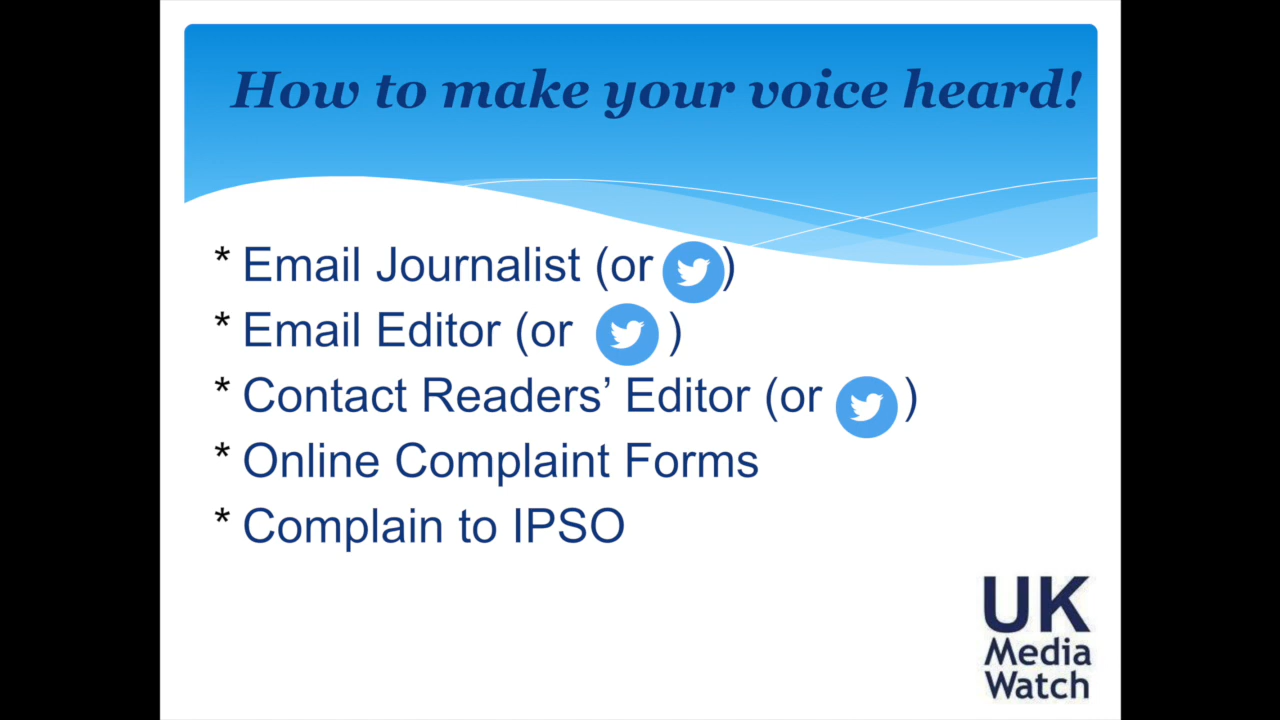 How to make your voice heard!
* Email Journalist (or )
* Email Editor (or )
* Contact Readers’ Editor (or )
* Online Complaint Forms
* Complain to IPSO
UK
Media
Watch